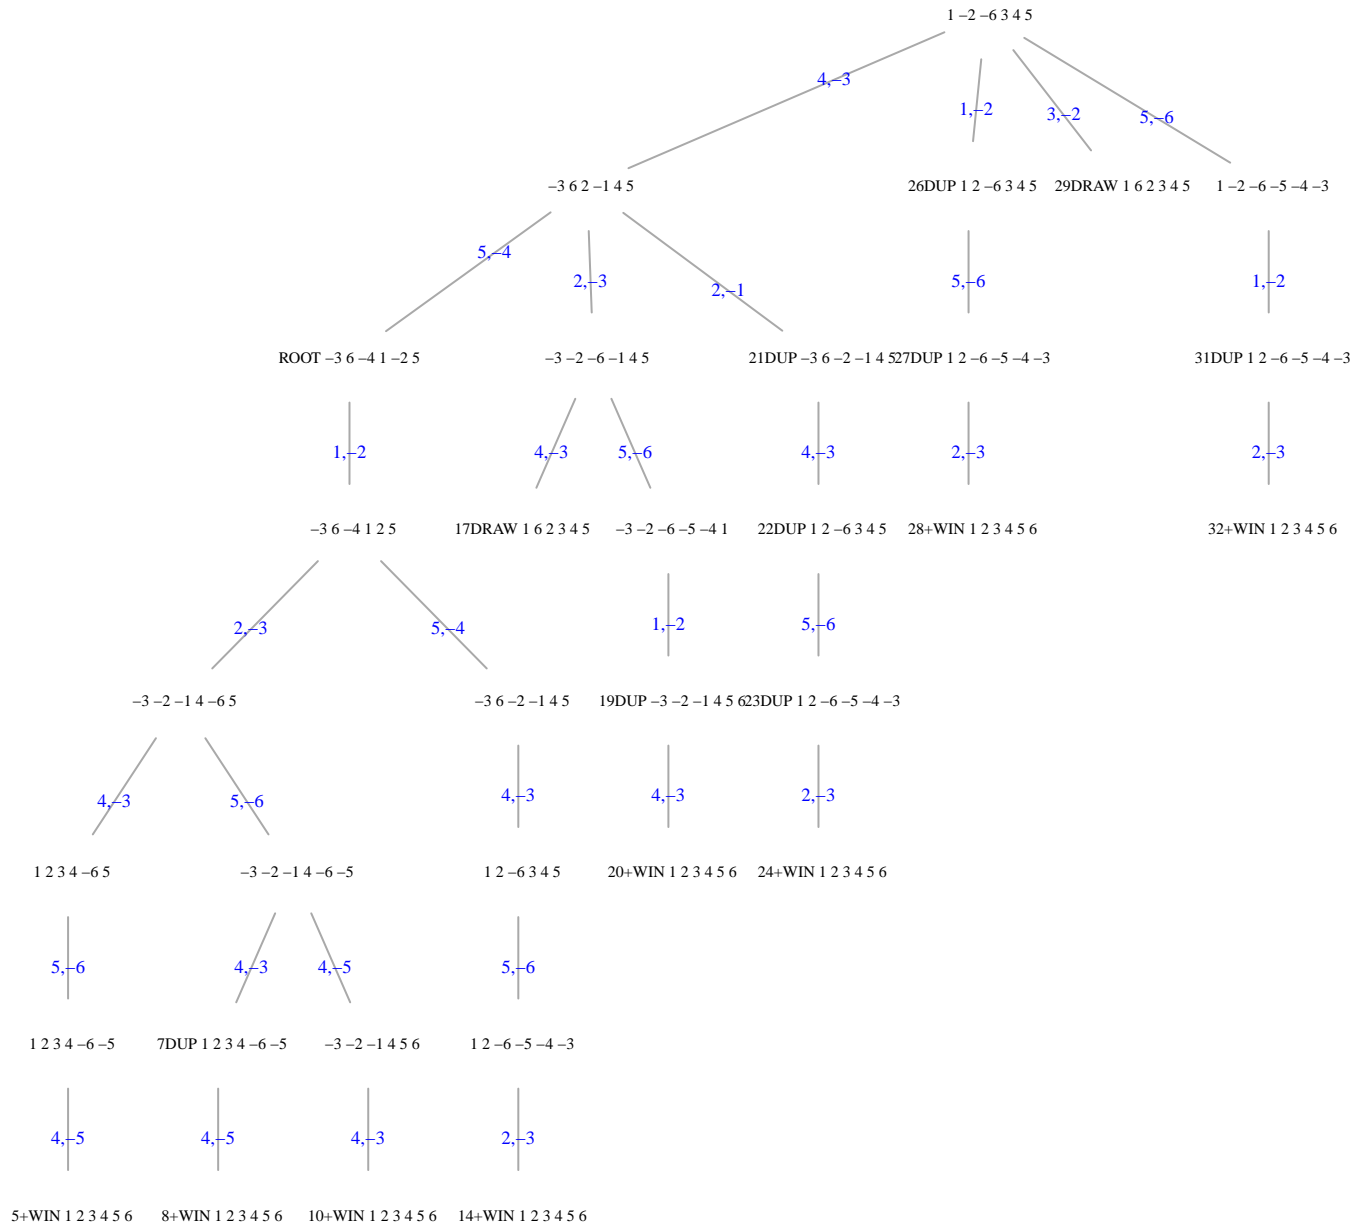 1 –2 –6 3 4 5
4,–3
1,–2
3,–2
5,–6
–3 6 2 –1 4 5
26DUP 1 2 –6 3 4 5
29DRAW 1 6 2 3 4 5
1 –2 –6 –5 –4 –3
5,–4
2,–3
2,–1
5,–6
1,–2
ROOT –3 6 –4 1 –2 5
–3 –2 –6 –1 4 5
21DUP –3 6 –2 –1 4 5
27DUP 1 2 –6 –5 –4 –3
31DUP 1 2 –6 –5 –4 –3
1,–2
4,–3
5,–6
4,–3
2,–3
2,–3
–3 6 –4 1 2 5
17DRAW 1 6 2 3 4 5
–3 –2 –6 –5 –4 1
22DUP 1 2 –6 3 4 5
28+WIN 1 2 3 4 5 6
32+WIN 1 2 3 4 5 6
2,–3
5,–4
1,–2
5,–6
–3 –2 –1 4 –6 5
–3 6 –2 –1 4 5
19DUP –3 –2 –1 4 5 6
23DUP 1 2 –6 –5 –4 –3
4,–3
5,–6
4,–3
4,–3
2,–3
1 2 3 4 –6 5
–3 –2 –1 4 –6 –5
1 2 –6 3 4 5
20+WIN 1 2 3 4 5 6
24+WIN 1 2 3 4 5 6
5,–6
4,–3
4,–5
5,–6
1 2 3 4 –6 –5
7DUP 1 2 3 4 –6 –5
–3 –2 –1 4 5 6
1 2 –6 –5 –4 –3
4,–5
4,–5
4,–3
2,–3
5+WIN 1 2 3 4 5 6
8+WIN 1 2 3 4 5 6
10+WIN 1 2 3 4 5 6
14+WIN 1 2 3 4 5 6